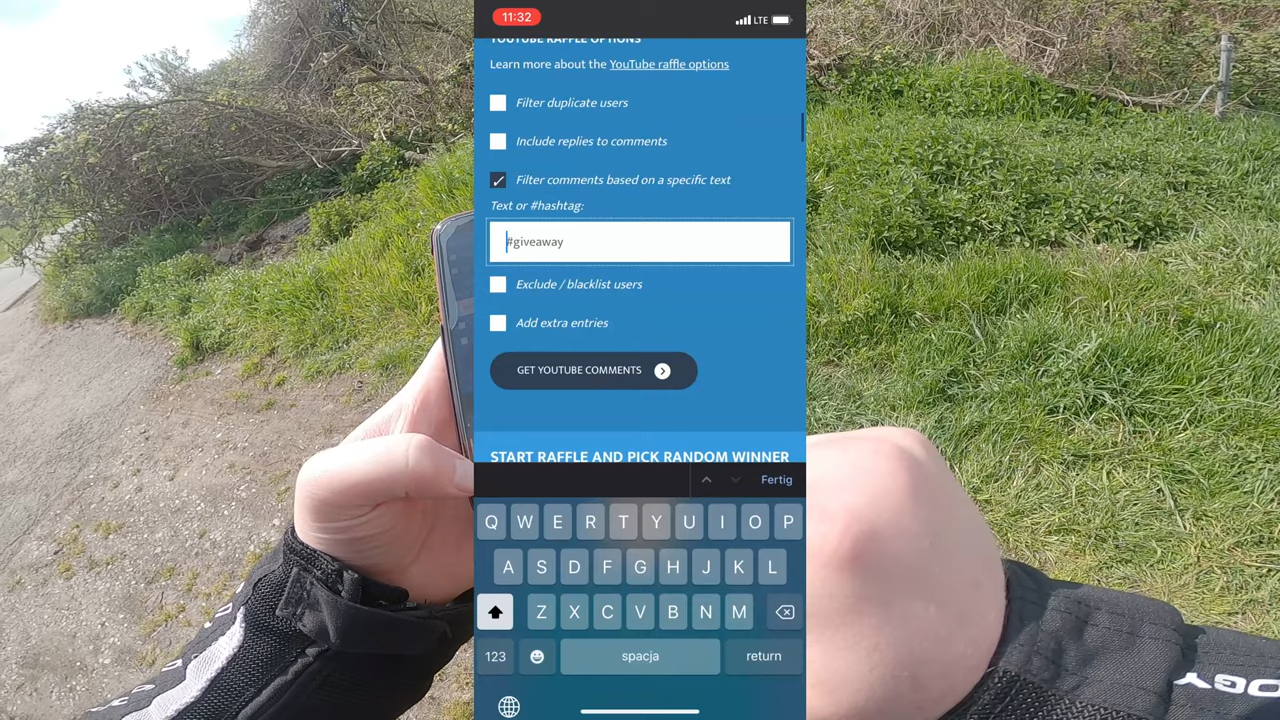 11:32
LTE
YOUTUBE RAFFLE OPTIONS
Learn more about the YouTube raffle options
Filter duplicate users
Include replies to comments
Filter comments based on a specific text
Text or #hashtag:
#giveaway
Exclude / blacklist users
Add extra entries
GET YOUTUBE COMMENTS
START RAFFLE AND PICK RANDOM WINNER
Fertig
Q W E R T Y U I O P
A S D F G H J K L
Z X C V B N M
123 spacja return
OGY